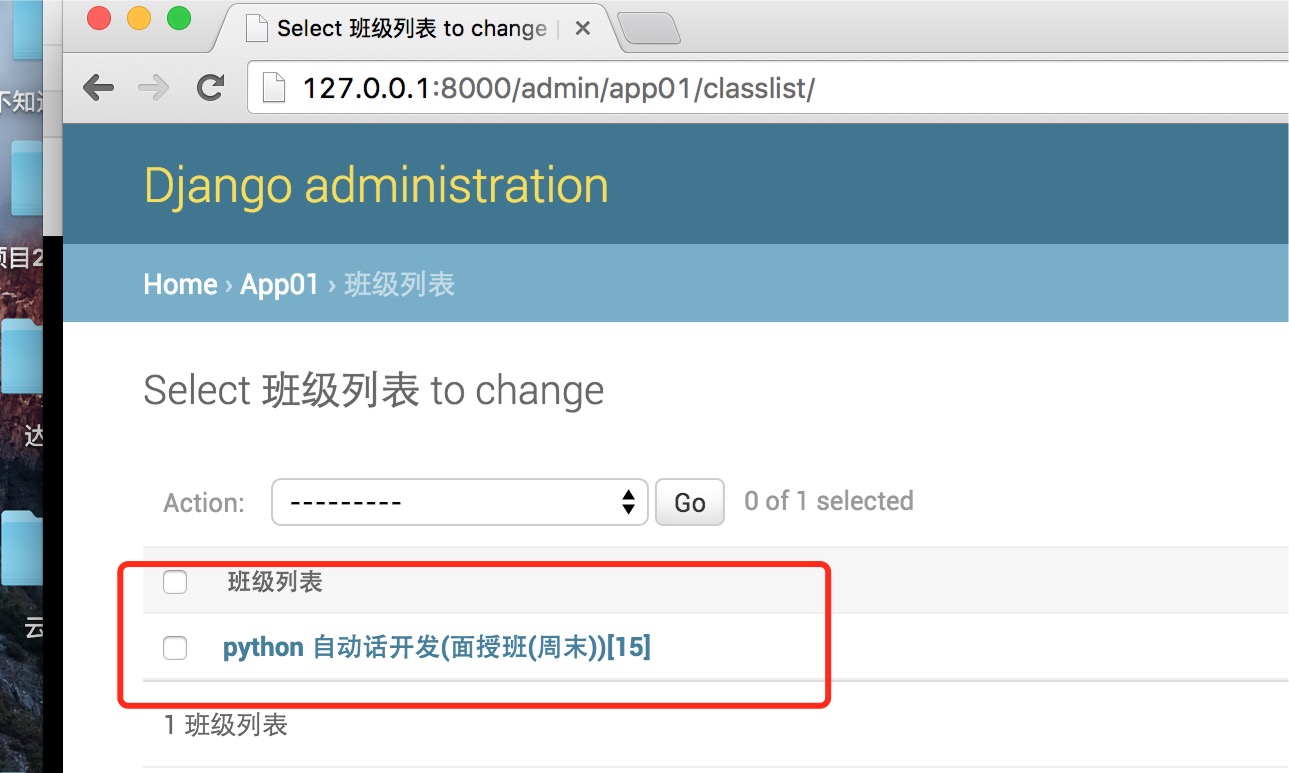 Select 班级列表 to change
127.0.0.1:8000/admin/app01/classlist/
不知
Django administration
项目2
Home › App01 › 班级列表
Select 班级列表 to change
达
Action: --------- Go 0 of 1 selected
班级列表
云
python 自动话开发(面授班(周末))[15]
1 班级列表